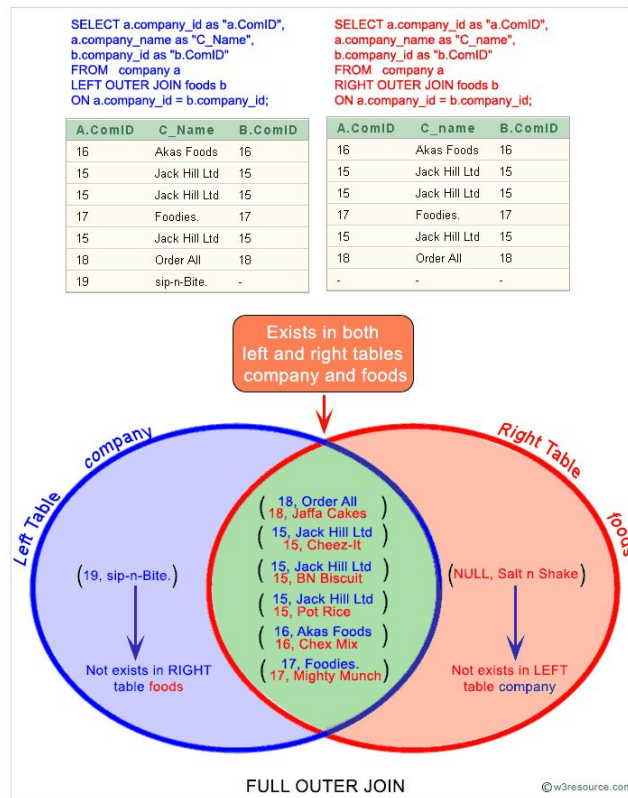 SELECT a.company_id as "a.ComID",
a.company_name as "C_Name",
b.company_id as "b.ComID"
FROM company a
LEFT OUTER JOIN foods b
ON a.company_id = b.company_id;
SELECT a.company_id as "a.ComID",
a.company_name as "C_name",
b.company_id as "b.ComID"
FROM company a
RIGHT OUTER JOIN foods b
ON a.company_id = b.company_id;
A.ComID C_Name B.ComID
16 Akas Foods 16
15 Jack Hill Ltd 15
15 Jack Hill Ltd 15
17 Foodies. 17
15 Jack Hill Ltd 15
18 Order All 18
19 sip-n-Bite. -
A.ComID C_name B.ComID
16 Akas Foods 16
15 Jack Hill Ltd 15
15 Jack Hill Ltd 15
17 Foodies. 17
15 Jack Hill Ltd 15
18 Order All 18
- - -
Exists in both
left and right tables
company and foods
Left Table company
Right Table foods
(18, Order All
18, Jaffa Cakes)
(15, Jack Hill Ltd
15, Cheez-It)
(15, Jack Hill Ltd
15, BN Biscuit)
(15, Jack Hill Ltd
15, Pot Rice)
(16, Akas Foods
16, Chex Mix)
(17, Foodies.
17, Mighty Munch)
(19, sip-n-Bite.)
Not exists in RIGHT
table foods
(NULL, Salt n Shake)
Not exists in LEFT
table company
FULL OUTER JOIN
© w3resource.com